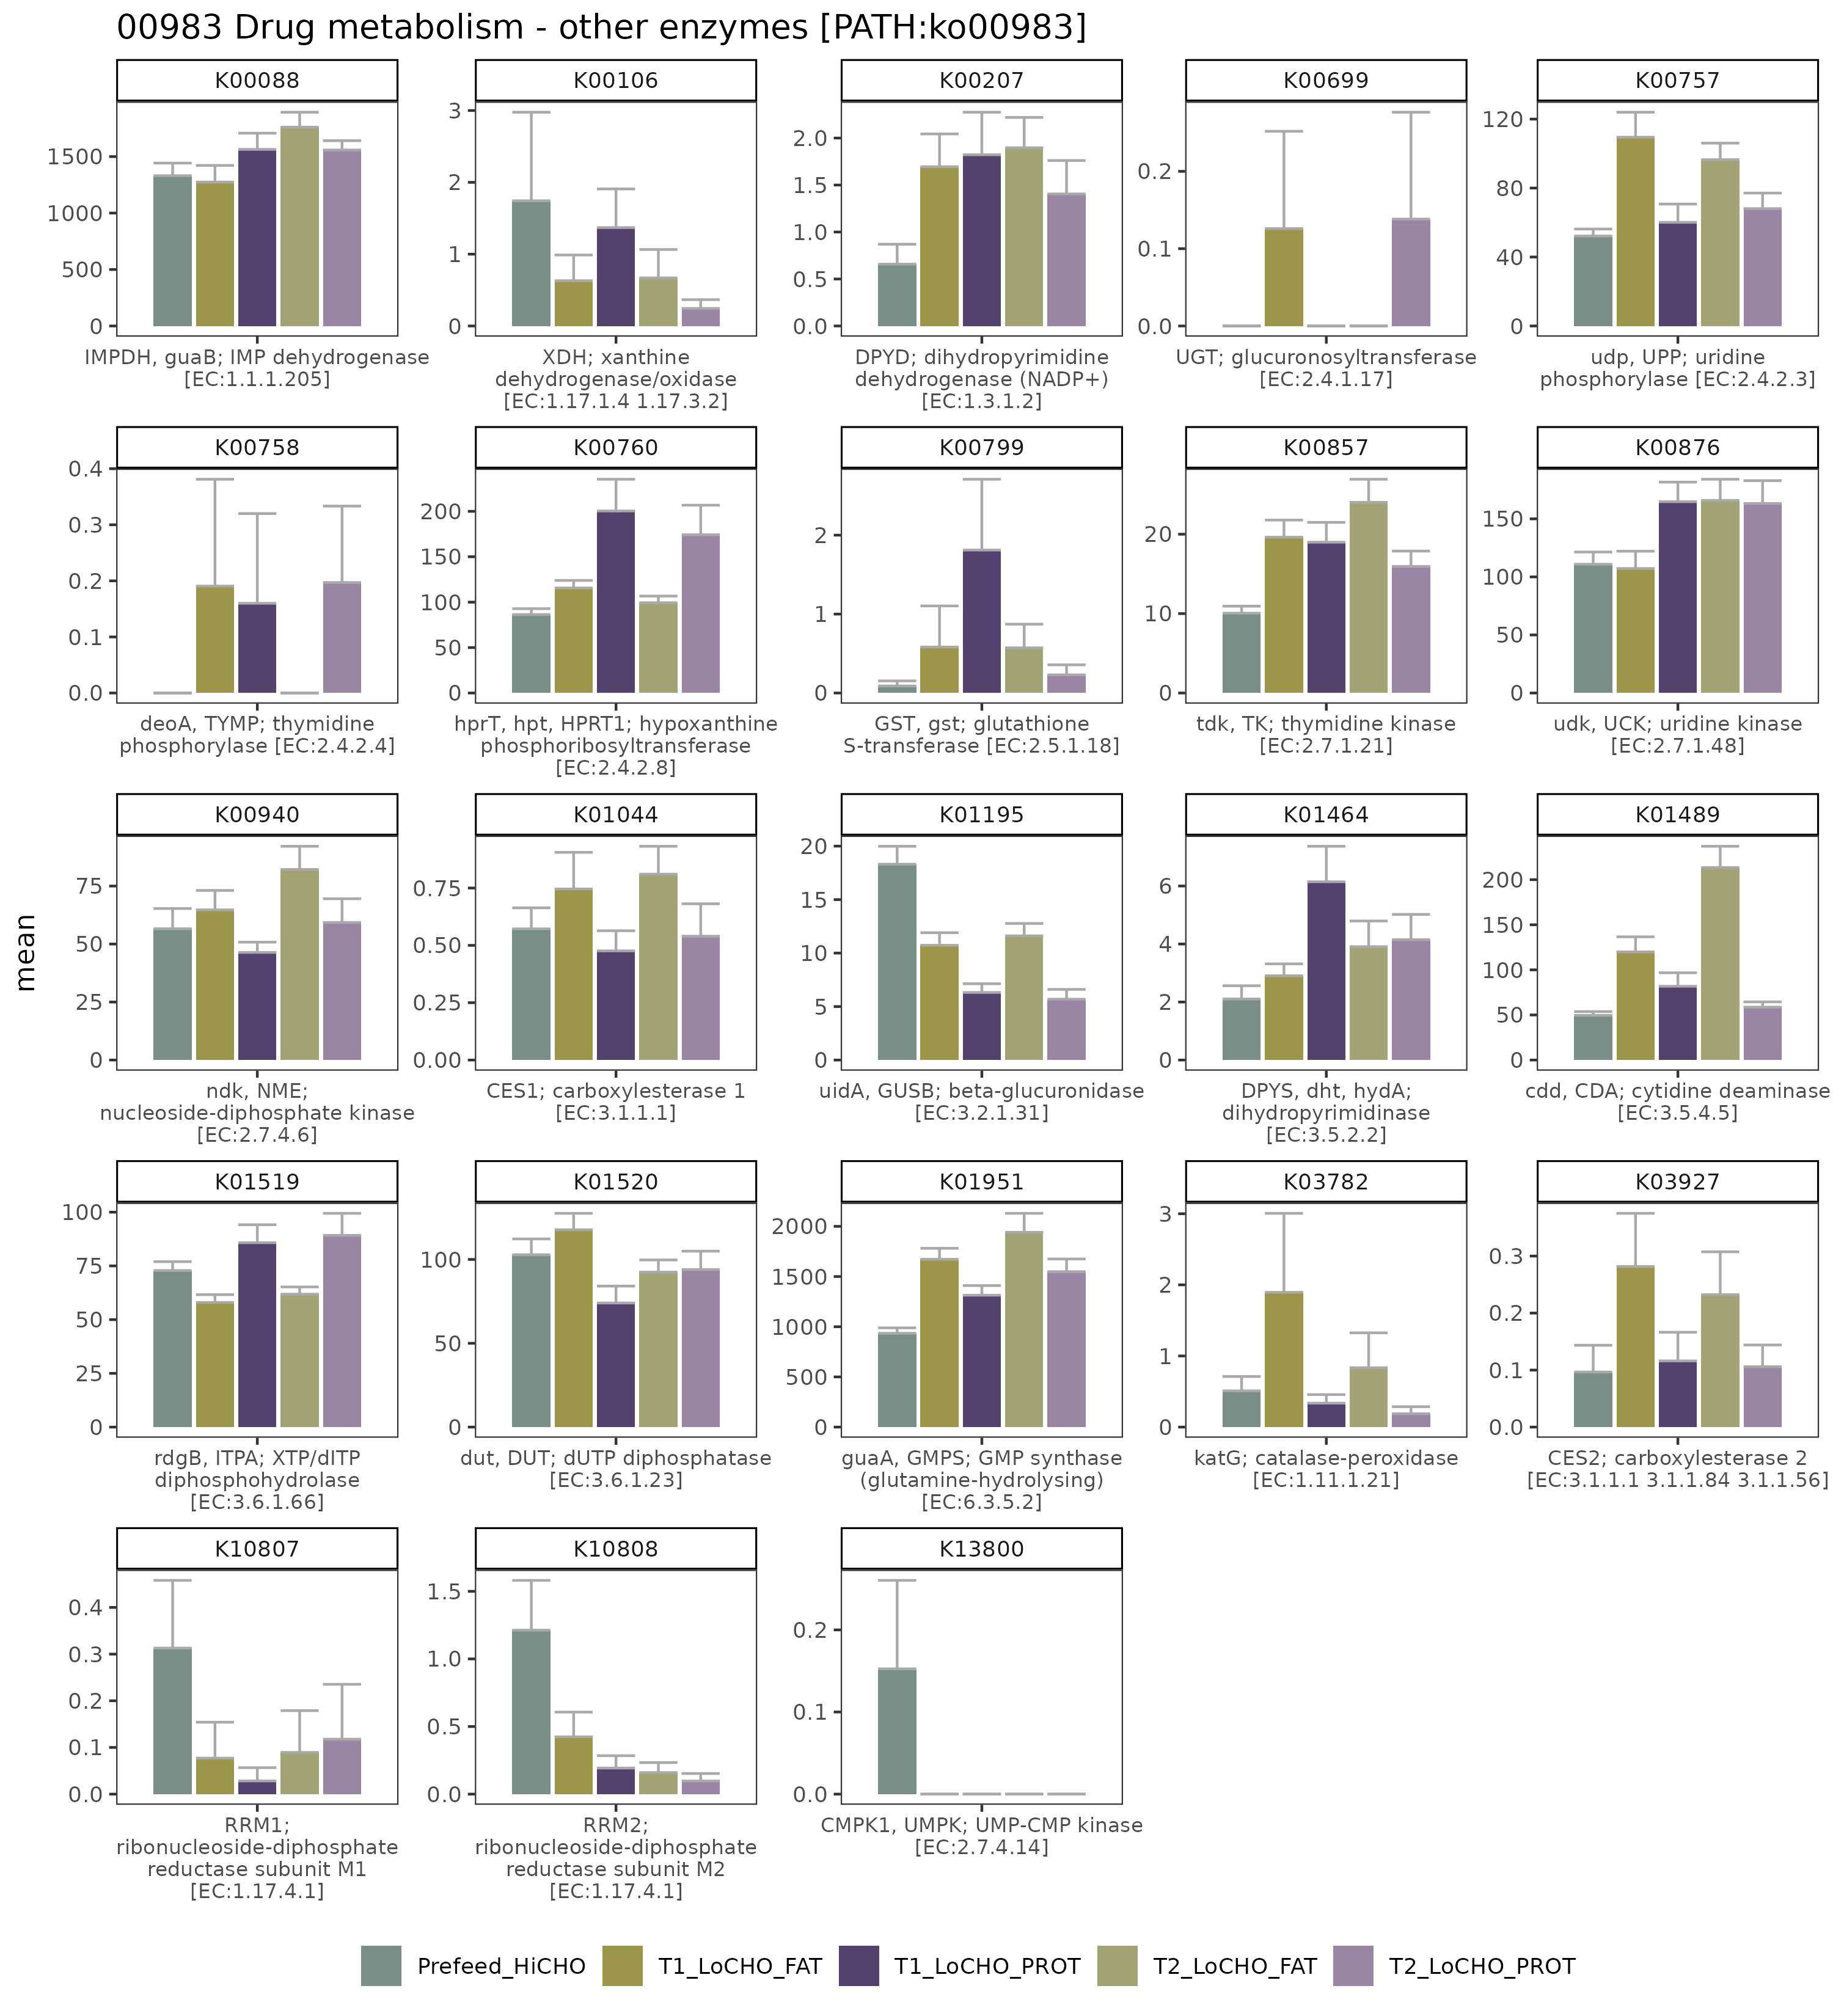 00983 Drug metabolism - other enzymes [PATH:ko00983]
K00088
K00106
K00207
K00699
K00757
1500
1000
500
0
3
2
1
0
2.0
1.5
1.0
0.5
0.0
0.2
0.1
0.0
120
80
40
0
IMPDH, guaB; IMP dehydrogenase
[EC:1.1.1.205]
XDH; xanthine
dehydrogenase/oxidase
[EC:1.17.1.4 1.17.3.2]
DPYD; dihydropyrimidine
dehydrogenase (NADP+)
[EC:1.3.1.2]
UGT; glucuronosyltransferase
[EC:2.4.1.17]
udp, UPP; uridine
phosphorylase [EC:2.4.2.3]
K00758
K00760
K00799
K00857
K00876
0.4
0.3
0.2
0.1
0.0
200
150
100
50
0
2
1
0
20
10
0
150
100
50
0
deoA, TYMP; thymidine
phosphorylase [EC:2.4.2.4]
hprT, hpt, HPRT1; hypoxanthine
phosphoribosyltransferase
[EC:2.4.2.8]
GST, gst; glutathione
S-transferase [EC:2.5.1.18]
tdk, TK; thymidine kinase
[EC:2.7.1.21]
udk, UCK; uridine kinase
[EC:2.7.1.48]
mean
K00940
K01044
K01195
K01464
K01489
75
50
25
0
0.75
0.50
0.25
0.00
20
15
10
5
0
6
4
2
0
200
150
100
50
0
ndk, NME;
nucleoside-diphosphate kinase
[EC:2.7.4.6]
CES1; carboxylesterase 1
[EC:3.1.1.1]
uidA, GUSB; beta-glucuronidase
[EC:3.2.1.31]
DPYS, dht, hydA;
dihydropyrimidinase
[EC:3.5.2.2]
cdd, CDA; cytidine deaminase
[EC:3.5.4.5]
K01519
K01520
K01951
K03782
K03927
100
75
50
25
0
100
50
0
2000
1500
1000
500
0
3
2
1
0
0.3
0.2
0.1
0.0
rdgB, ITPA; XTP/dITP
diphosphohydrolase
[EC:3.6.1.66]
dut, DUT; dUTP diphosphatase
[EC:3.6.1.23]
guaA, GMPS; GMP synthase
(glutamine-hydrolysing)
[EC:6.3.5.2]
katG; catalase-peroxidase
[EC:1.11.1.21]
CES2; carboxylesterase 2
[EC:3.1.1.1 3.1.1.84 3.1.1.56]
K10807
K10808
K13800
0.4
0.3
0.2
0.1
0.0
1.5
1.0
0.5
0.0
0.2
0.1
0.0
RRM1;
ribonucleoside-diphosphate
reductase subunit M1
[EC:1.17.4.1]
RRM2;
ribonucleoside-diphosphate
reductase subunit M2
[EC:1.17.4.1]
CMPK1, UMPK; UMP-CMP kinase
[EC:2.7.4.14]
Prefeed_HiCHO
T1_LoCHO_FAT
T1_LoCHO_PROT
T2_LoCHO_FAT
T2_LoCHO_PROT